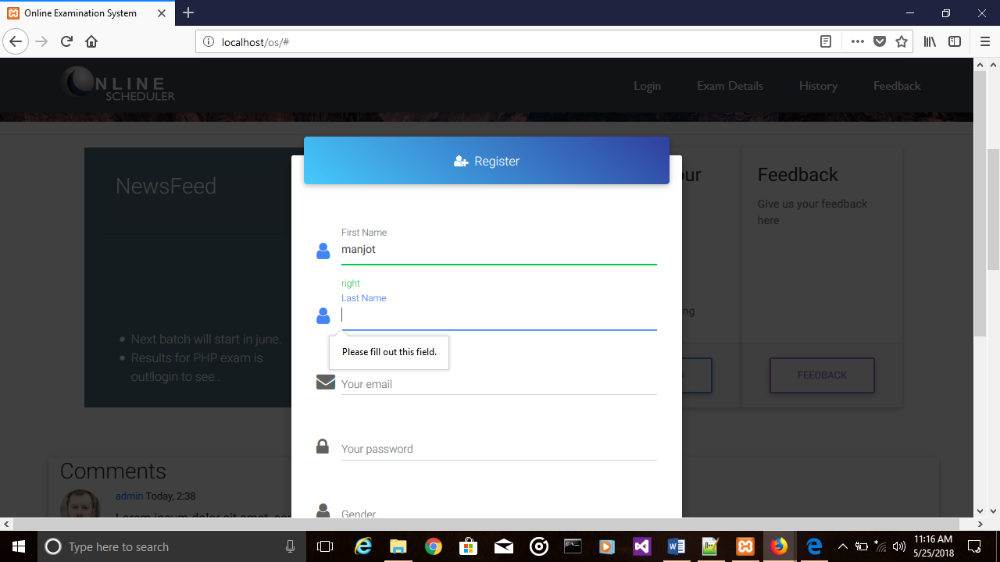 Online Examination System
localhost/os/#
NLINE
SCHEDULER
Login
Exam Details
History
Feedback
Register
NewsFeed
our
Feedback
Give us your feedback
here
First Name
manjot
right
Last Name
Please fill out this field.
Next batch will start in june.
Results for PHP exam is
out!login to see..
Your email
FEEDBACK
Your password
Comments
admin Today, 2:38
Gender
Type here to search
11:16 AM
5/25/2018